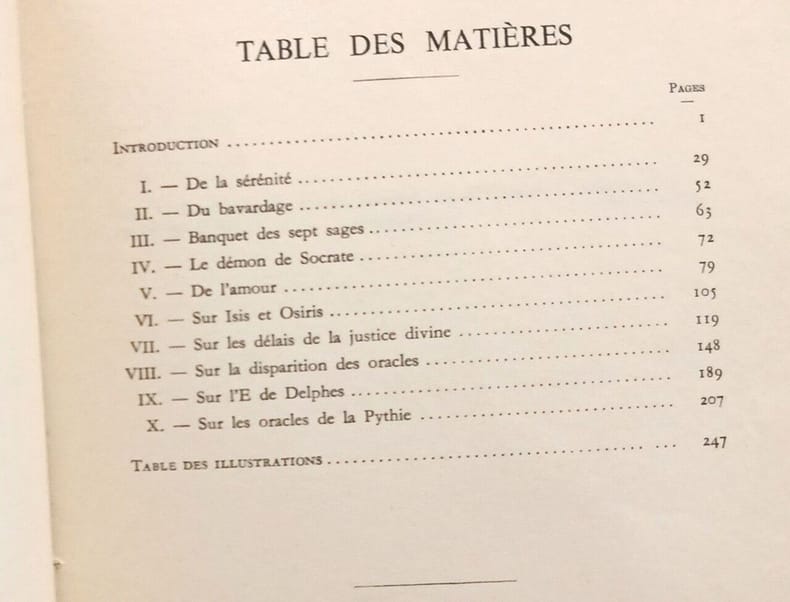 TABLE DES MATIÈRES
PAGES
INTRODUCTION ........ 1
I. — De la sérénité ........ 29
II. — Du bavardage ........ 52
III. — Banquet des sept sages ........ 63
IV. — Le démon de Socrate ........ 72
V. — De l'amour ........ 79
VI. — Sur Isis et Osiris ........ 105
VII. — Sur les délais de la justice divine ........ 119
VIII. — Sur la disparition des oracles ........ 148
IX. — Sur l'E de Delphes ........ 189
X. — Sur les oracles de la Pythie ........ 207
TABLE DES ILLUSTRATIONS ........ 247